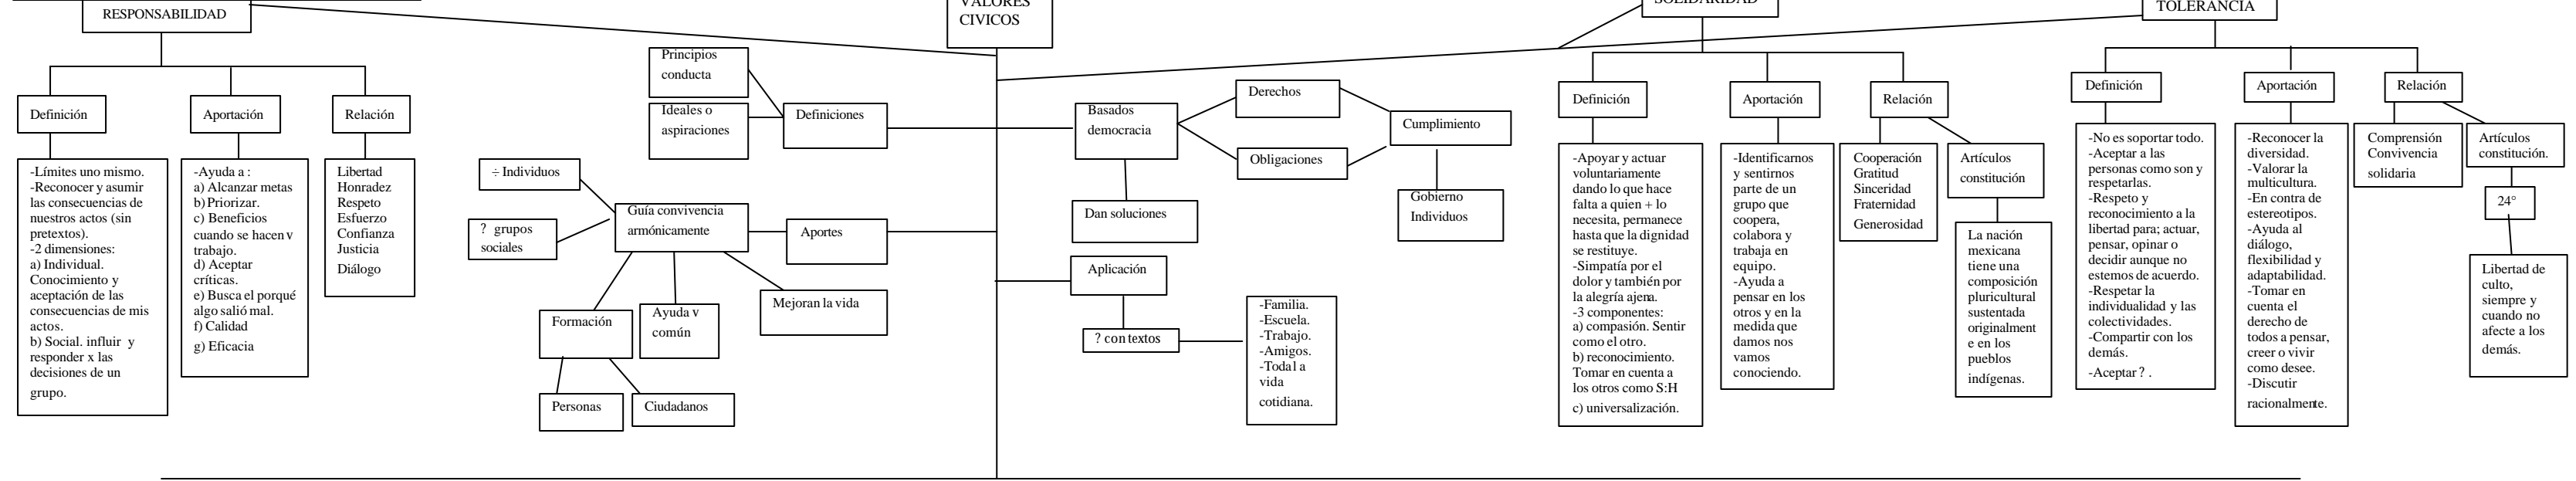 RESPONSABILIDAD
Definición
-Límites uno mismo.
-Reconocer y asumir
las consecuencias de
nuestros actos (sin
pretextos).
-2 dimensiones:
a) Individual.
Conocimiento y
aceptación de las
consecuencias de mis
actos.
b) Social. influir y
responder x las
decisiones de un
grupo.
Aportación
-Ayuda a :
a) Alcanzar metas
b) Priorizar.
c) Beneficios
cuando se hacen v
trabajo.
d) Aceptar
críticas.
e) Busca el porqué
algo salió mal.
f) Calidad
g) Eficacia
Relación
Libertad
Honradez
Respeto
Esfuerzo
Confianza
Justicia
Diálogo
VALORES
CIVICOS
Principios
conducta
Ideales o
aspiraciones
Definiciones
÷ Individuos
? grupos
sociales
Guía convivencia
armónicamente
Aportes
Formación
Ayuda v
común
Mejoran la vida
Personas
Ciudadanos
Basados
democracia
Derechos
Obligaciones
Cumplimiento
Gobierno
Individuos
Dan soluciones
Aplicación
? con textos
-Familia.
-Escuela.
-Trabajo.
-Amigos.
-Toda l a
vida
cotidiana.
SOLIDARIDAD
Definición
-Apoyar y actuar
voluntariamente
dando lo que hace
falta a quien + lo
necesita, permanece
hasta que la dignidad
se restituye.
-Simpatía por el
dolor y también por
la alegría ajena.
-3 componentes:
a) compasión. Sentir
como el otro.
b) reconocimiento.
Tomar en cuenta a
los otros como S:H
c) universalización.
Aportación
-Identificarnos
y sentirnos
parte de un
grupo que
coopera,
colabora y
trabaja en
equipo.
-Ayuda a
pensar en los
otros y en la
medida que
damos nos
vamos
conociendo.
Relación
Cooperación
Gratitud
Sinceridad
Fraternidad
Generosidad
Artículos
constitución
La nación
mexicana
tiene una
composición
pluricultural
sustentada
originalment
e en los
pueblos
indígenas.
TOLERANCIA
Definición
-No es soportar todo.
-Aceptar a las
personas como son y
respetarlas.
-Respeto y
reconocimiento a la
libertad para; actuar,
pensar, opinar o
decidir aunque no
estemos de acuerdo.
-Respetar la
individualidad y las
colectividades.
-Compartir con los
demás.
-Aceptar ? .
Aportación
-Reconocer la
diversidad.
-Valorar la
multicultura.
-En contra de
estereotipos.
-Ayuda al
diálogo,
flexibilidad y
adaptabilidad.
-Tomar en
cuenta el
derecho de
todos a pensar,
creer o vivir
como desee.
-Discutir
racionalmente.
Relación
Comprensión
Convivencia
solidaria
Artículos
constitución.
24°
Libertad de
culto,
siempre y
cuando no
afecte a los
demás.